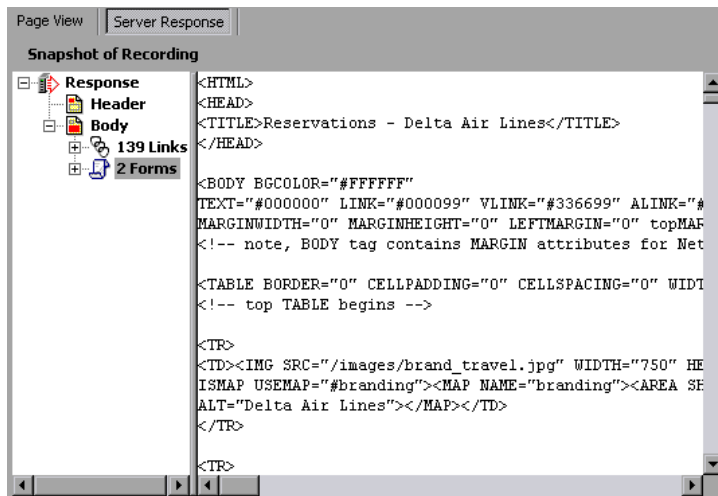 Page View
Server Response
Snapshot of Recording
Response
Header
Body
139 Links
2 Forms
<HTML>
<HEAD>
<TITLE>Reservations - Delta Air Lines</TITLE>
</HEAD>
<BODY BGCOLOR="#FFFFFF"
TEXT="#000000" LINK="#000099" VLINK="#336699" ALINK="#
MARGINWIDTH="0" MARGINHEIGHT="0" LEFTMARGIN="0" topMAR
<!-- note, BODY tag contains MARGIN attributes for Net
<TABLE BORDER="0" CELLPADDING="0" CELLSPACING="0" WIDT
<!-- top TABLE begins -->
<TR>
<TD><IMG SRC="/images/brand_travel.jpg" WIDTH="750" HE
ISMAP USEMAP="#branding"><MAP NAME="branding"><AREA SH
ALT="Delta Air Lines"></MAP></TD>
</TR>
<TR>